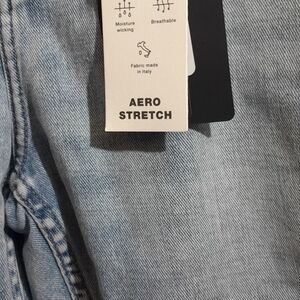 Moisture
wicking
Breathable
Fabric made
in Italy
AERO
STRETCH